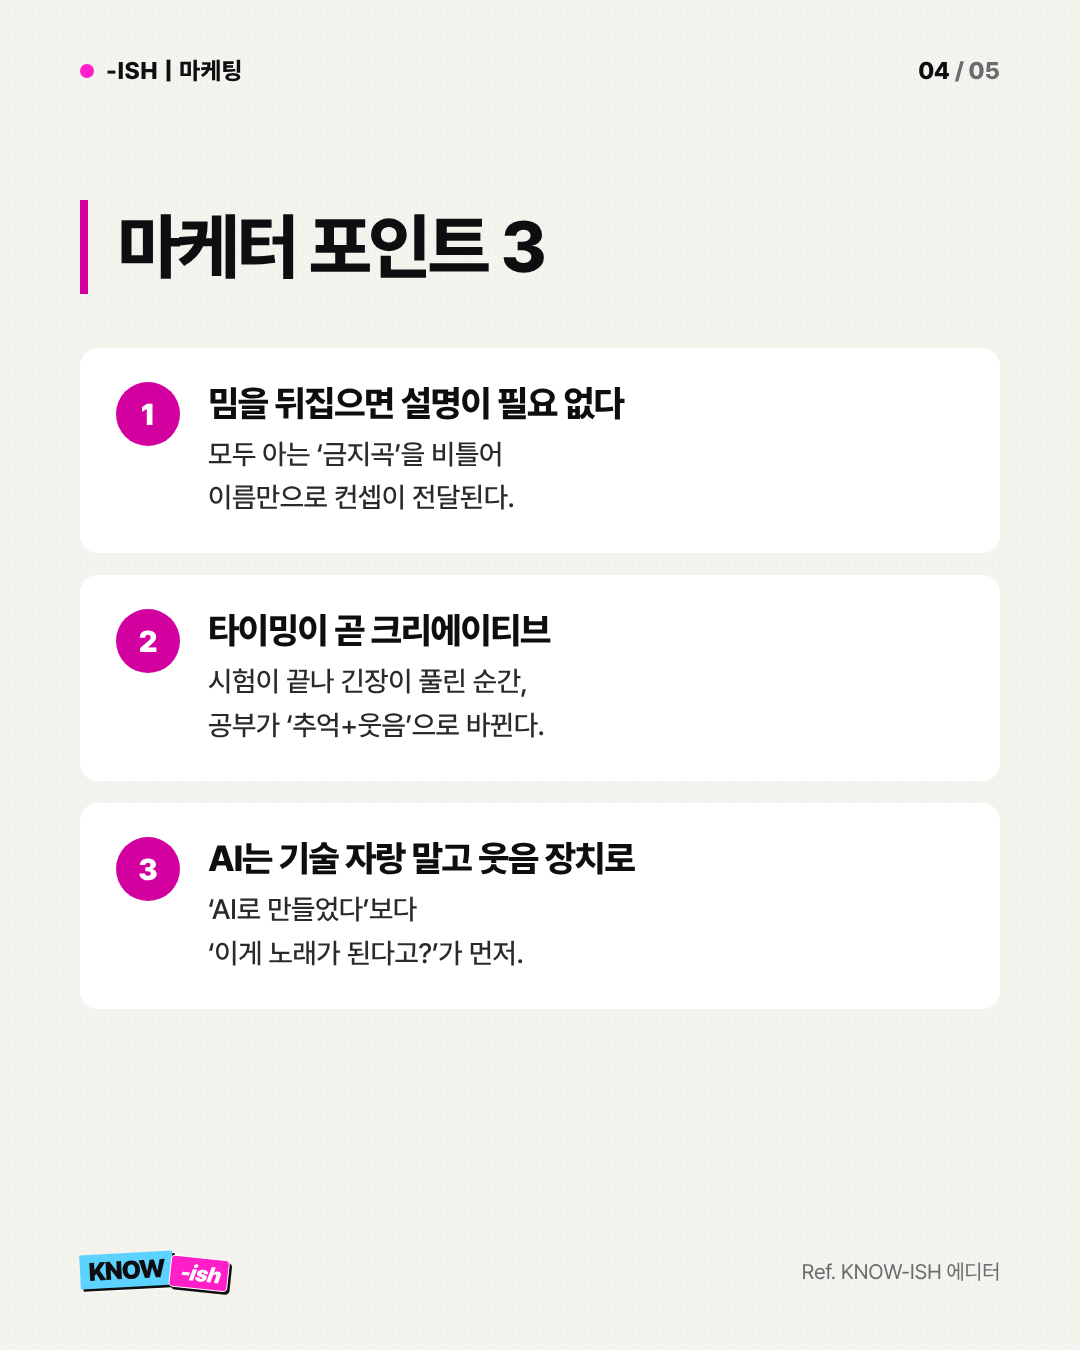 -ISH | 마케팅
04 / 05
마케터 포인트 3
1
밈을 뒤집으면 설명이 필요 없다
모두 아는 ‘금지곡’을 비틀어
이름만으로 컨셉이 전달된다.
2
타이밍이 곧 크리에이티브
시험이 끝나 긴장이 풀린 순간,
공부가 ‘추억+웃음’으로 바뀐다.
3
AI는 기술 자랑 말고 웃음 장치로
‘AI로 만들었다’보다
‘이게 노래가 된다고?’가 먼저.
KNOW -ish
Ref. KNOW-ISH 에디터